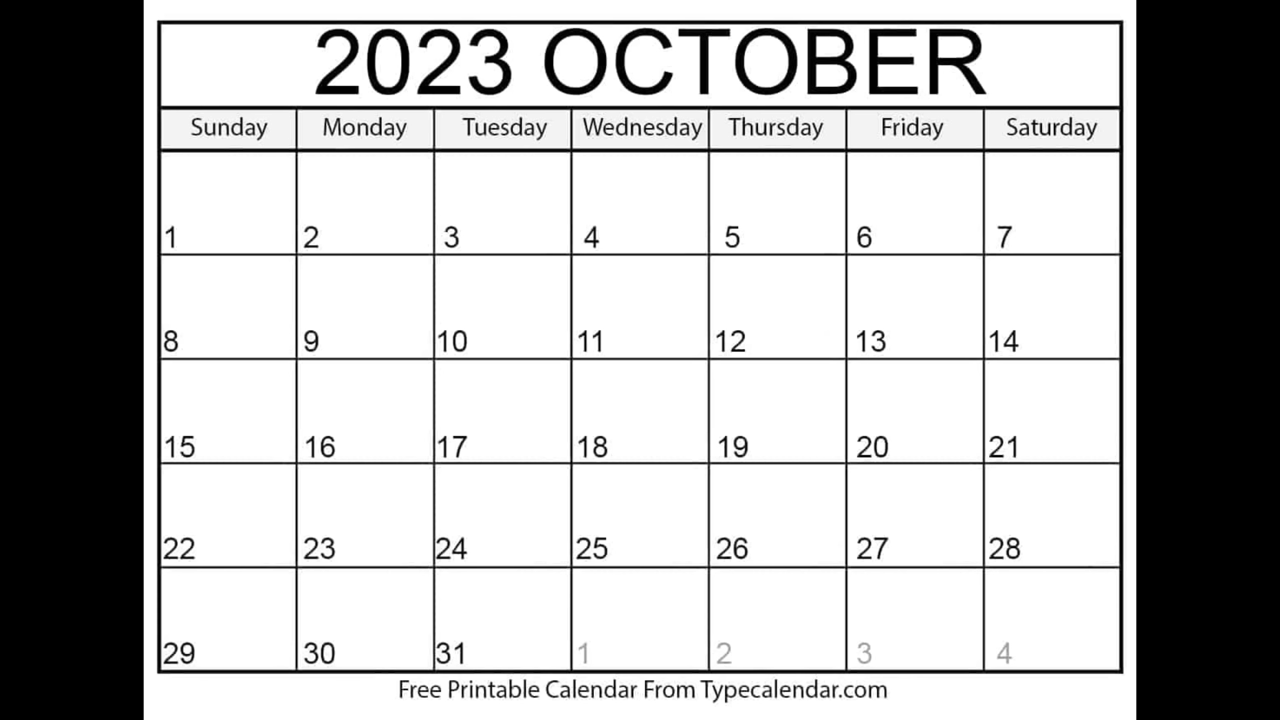 2023 OCTOBER
Sunday Monday Tuesday Wednesday Thursday Friday Saturday
1 2 3 4 5 6 7
8 9 10 11 12 13 14
15 16 17 18 19 20 21
22 23 24 25 26 27 28
29 30 31 1 2 3 4
Free Printable Calendar From Typecalendar.com